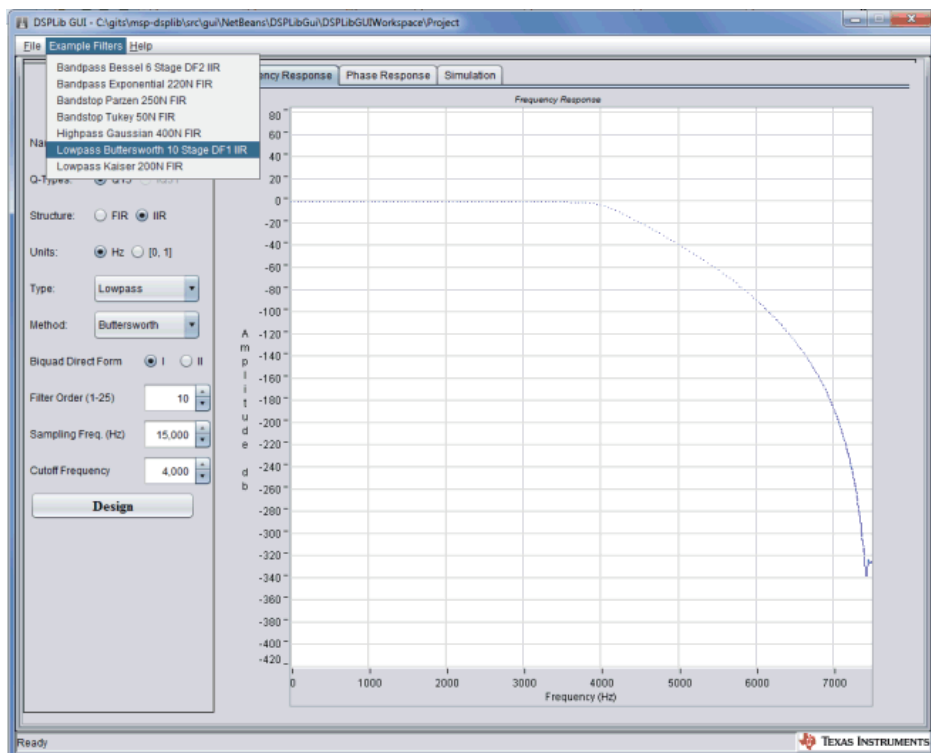 DSPLib GUI - C:\gits\msp-dsplib\src\gui\NetBeans\DSPLibGui\DSPLibGUIWorkspace\Project
File Example Filters Help
Bandpass Bessel 6 Stage DF2 IIR
Bandpass Exponential 220N FIR
Bandstop Parzen 250N FIR
Bandstop Tukey 50N FIR
Highpass Gaussian 400N FIR
Lowpass Buttersworth 10 Stage DF1 IIR
Lowpass Kaiser 200N FIR
Response Phase Response Simulation
Q-Types:
Structure: FIR IIR
Units: Hz [0, 1]
Type: Lowpass
Method: Buttersworth
Biquad Direct Form I II
Filter Order (1-25) 10
Sampling Freq. (Hz) 15,000
Cutoff Frequency 4,000
Design
Frequency Response
Amplitude db
80
60
40
20
0
-20
-40
-60
-80
-100
-120
-140
-160
-180
-200
-220
-240
-260
-280
-300
-320
-340
-360
-380
-400
-420
0 1000 2000 3000 4000 5000 6000 7000
Frequency (Hz)
Ready
TEXAS INSTRUMENTS